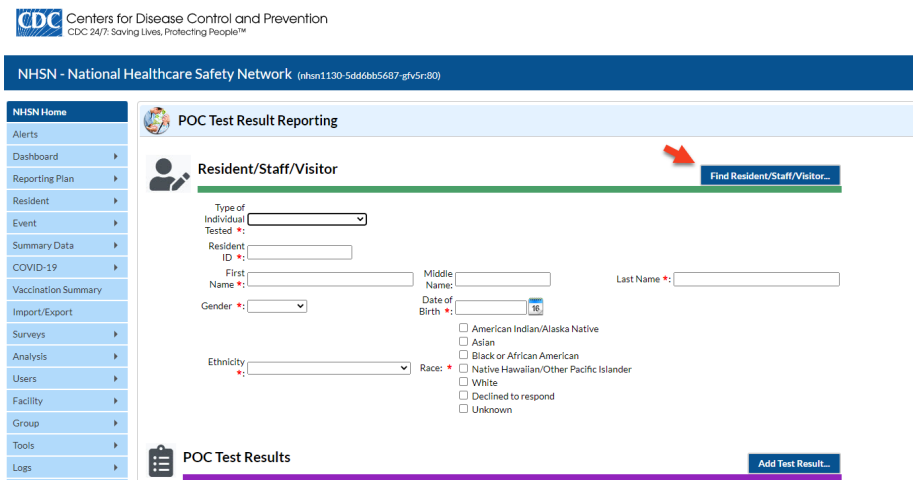 CDC Centers for Disease Control and Prevention
CDC 24/7: Saving Lives, Protecting People™
NHSN - National Healthcare Safety Network (nhsn1130-5dd6bb5687-gfv5r:80)
NHSN Home
Alerts
Dashboard
Reporting Plan
Resident
Event
Summary Data
COVID-19
Vaccination Summary
Import/Export
Surveys
Analysis
Users
Facility
Group
Tools
Logs
POC Test Result Reporting
Resident/Staff/Visitor
Find Resident/Staff/Visitor...
Type of
Individual
Tested *:
Resident
ID *:
First
Name *:
Middle
Name:
Last Name *:
Gender *:
Date of
Birth *:
16
Ethnicity
*:
Race: *
American Indian/Alaska Native
Asian
Black or African American
Native Hawaiian/Other Pacific Islander
White
Declined to respond
Unknown
POC Test Results
Add Test Result...